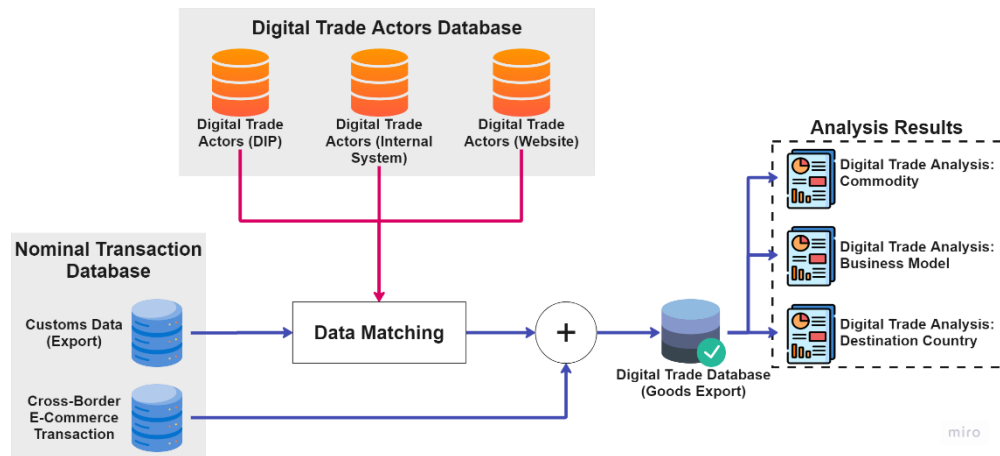 Digital Trade Actors Database
Digital Trade
Actors (DIP)
Digital Trade
Actors (Internal
System)
Digital Trade
Actors (Website)
Analysis Results
Digital Trade Analysis:
Commodity
Digital Trade Analysis:
Business Model
Digital Trade Analysis:
Destination Country
Nominal Transaction
Database
Customs Data
(Export)
Cross-Border
E-Commerce
Transaction
Data Matching
+
Digital Trade Database
(Goods Export)
miro